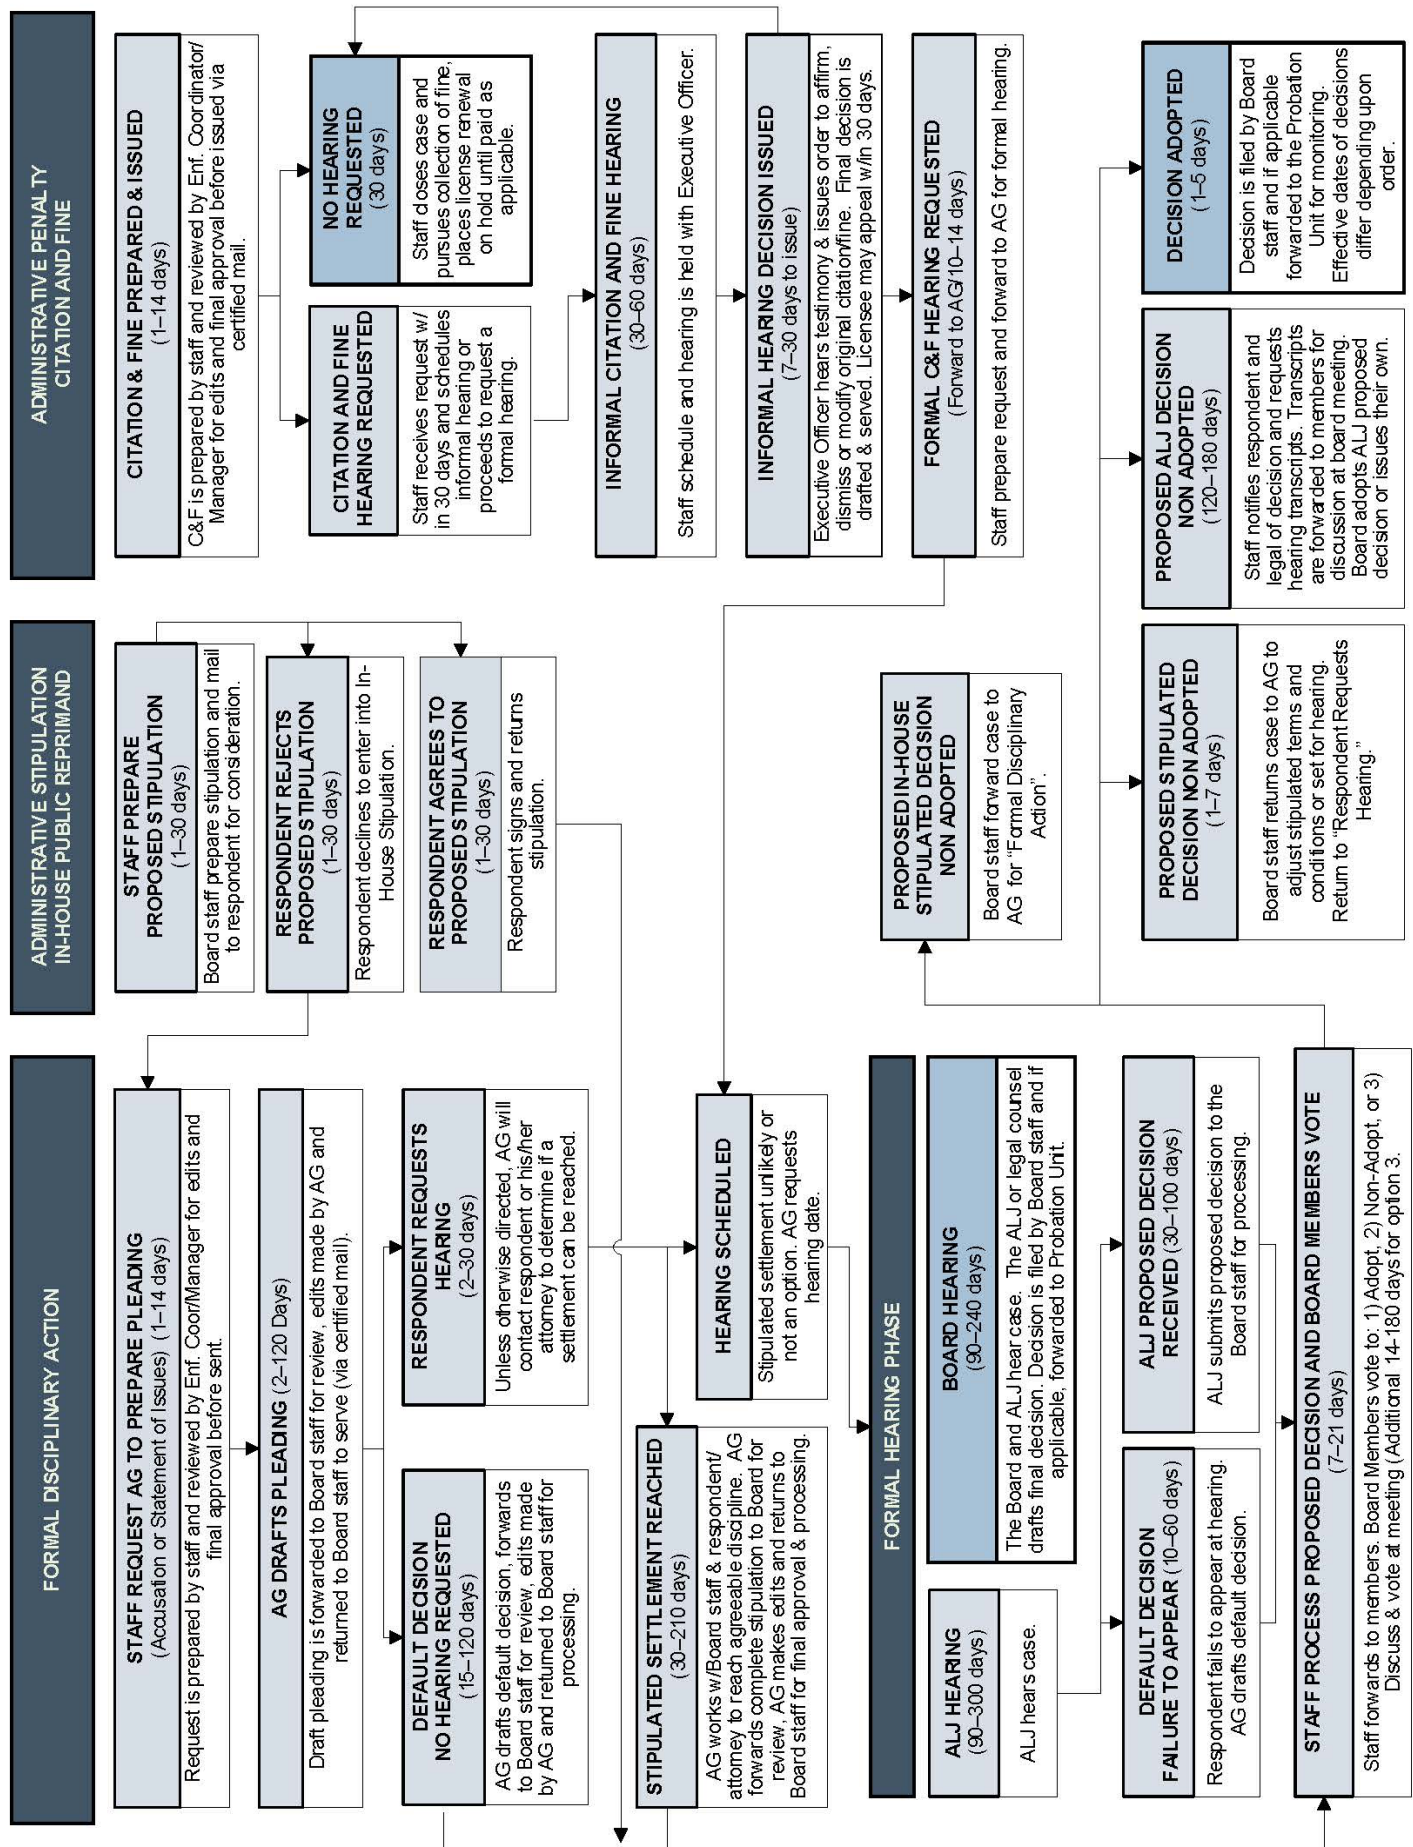 FORMAL DISCIPLINARY ACTION
STAFF REQUEST AG TO PREPARE PLEADING
(Accusation or Statement of Issues) (1–14 days)
Request is prepared by staff and reviewed by Enf. Coor/Manager for edits and
final approval before sent.
AG DRAFTS PLEADING (2–120 Days)
Draft pleading is forwarded to Board staff for review, edits made by AG and
returned to Board staff to serve (via certified mail).
DEFAULT DECISION
NO HEARING REQUESTED
(15–120 days)
AG drafts default decision, forwards
to Board staff for review, edits made
by AG and returned to Board staff for
processing.
RESPONDENT REQUESTS
HEARING
(2–30 days)
Unless otherwise directed, AG will
contact respondent or his/her
attorney to determine if a
settlement can be reached.
STIPULATED SETTLEMENT REACHED
(30–210 days)
AG works w/Board staff & respondent/
attorney to reach agreeable discipline. AG
forwards complete stipulation to Board for
review, AG makes edits and returns to
Board staff for final approval & processing.
HEARING SCHEDULED
Stipulated settlement unlikely or
not an option. AG requests
hearing date.
ADMINISTRATIVE STIPULATION
IN-HOUSE PUBLIC REPRIMAND
STAFF PREPARE
PROPOSED STIPULATION
(1–30 days)
Board staff prepare stipulation and mail
to respondent for consideration.
RESPONDENT REJECTS
PROPOSED STIPULATION
(1–30 days)
Respondent declines to enter into In-
House Stipulation.
RESPONDENT AGREES TO
PROPOSED STIPULATION
(1–30 days)
Respondent signs and returns
stipulation.
ADMINISTRATIVE PENALTY
CITATION AND FINE
CITATION & FINE PREPARED & ISSUED
(1–14 days)
C&F is prepared by staff and reviewed by Enf. Coordinator/
Manager for edits and final approval before issued via
certified mail.
CITATION AND FINE
HEARING REQUESTED
Staff receives request w/
in 30 days and schedules
informal hearing or
proceeds to request a
formal hearing.
NO HEARING
REQUESTED
(30 days)
Staff closes case and
pursues collection of fine,
places license renewal
on hold until paid as
applicable.
INFORMAL CITATION AND FINE HEARING
(30–60 days)
Staff schedule and hearing is held with Executive Officer.
INFORMAL HEARING DECISION ISSUED
(7–30 days to issue)
Executive Officer hears testimony & issues order to affirm,
dismiss or modify original citation/fine. Final decision is
drafted & served. Licensee may appeal w/in 30 days.
FORMAL C&F HEARING REQUESTED
(Forward to AG/10–14 days)
Staff prepare request and forward to AG for formal hearing.
FORMAL HEARING PHASE
ALJ HEARING
(90–300 days)
ALJ hears case.
BOARD HEARING
(90–240 days)
The Board and ALJ hear case. The ALJ or legal counsel
drafts final decision. Decision is filed by Board staff and if
applicable, forwarded to Probation Unit.
DEFAULT DECISION
FAILURE TO APPEAR (10–60 days)
Respondent fails to appear at hearing.
AG drafts default decision.
ALJ PROPOSED DECISION
RECEIVED (30–100 days)
ALJ submits proposed decision to the
Board staff for processing.
STAFF PROCESS PROPOSED DECISION AND BOARD MEMBERS VOTE
(7–21 days)
Staff forwards to members. Board Members vote to: 1) Adopt, 2) Non-Adopt, or 3)
Discuss & vote at meeting (Additional 14-180 days for option 3.
PROPOSED IN-HOUSE
STIPULATED DECISION
NON ADOPTED
Board staff forward case to
AG for “Formal Disciplinary
Action”.
PROPOSED STIPULATED
DECISION NON ADOPTED
(1–7 days)
Board staff returns case to AG to
adjust stipulated terms and
conditions or set for hearing.
Return to “Respondent Requests
Hearing.”
PROPOSED ALJ DECISION
NON ADOPTED
(120–180 days)
Staff notifies respondent and
legal of decision and requests
hearing transcripts. Transcripts
are forwarded to members for
discussion at board meeting.
Board adopts ALJ proposed
decision or issues their own.
DECISION ADOPTED
(1–5 days)
Decision is filed by Board
staff and if applicable
forwarded to the Probation
Unit for monitoring.
Effective dates of decisions
differ depending upon
order.